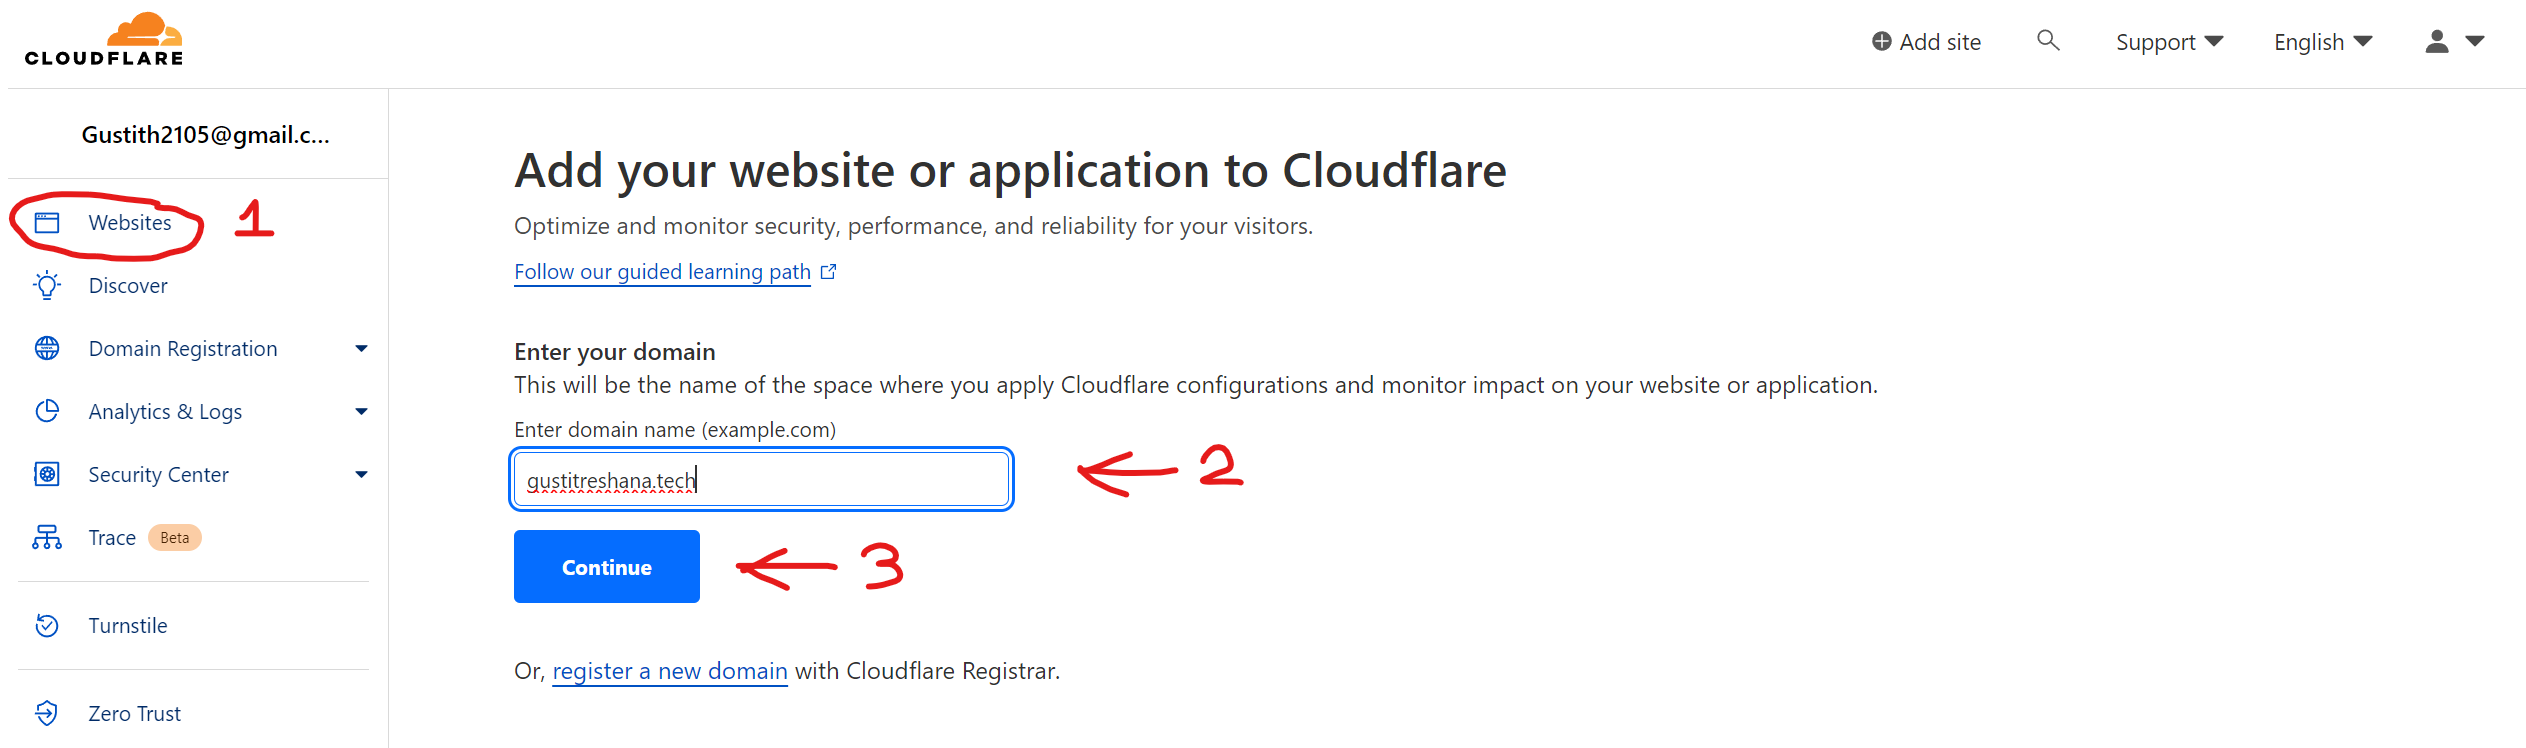 CLOUDFLARE
Add site
Support
English
Gustith2105@gmail.c...
Websites
1
Discover
Domain Registration
Analytics & Logs
Security Center
Trace Beta
Turnstile
Zero Trust
Add your website or application to Cloudflare
Optimize and monitor security, performance, and reliability for your visitors.
Follow our guided learning path
Enter your domain
This will be the name of the space where you apply Cloudflare configurations and monitor impact on your website or application.
Enter domain name (example.com)
gustitreshana.tech
2
Continue
3
Or, register a new domain with Cloudflare Registrar.